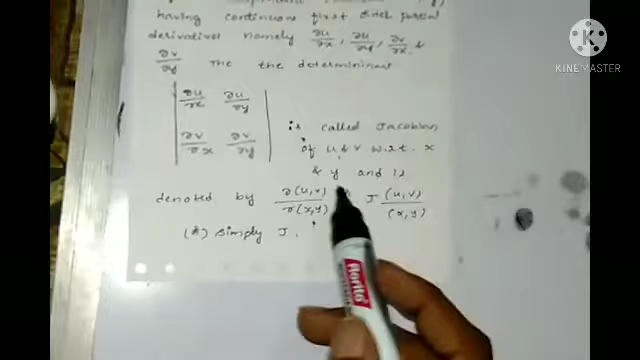 having continuous first order partial
derivatives namely ∂u/∂x, ∂u/∂y, ∂v/∂x, &
∂v/∂y The the determinant
| ∂u/∂x ∂u/∂y |
| ∂v/∂x ∂v/∂y |
is called Jacobian
of u & v w.r.t. x
& y and is
denoted by ∂(u,v)/∂(x,y) J (u,v)/(x,y)
(or) simply J.
KINEMASTER